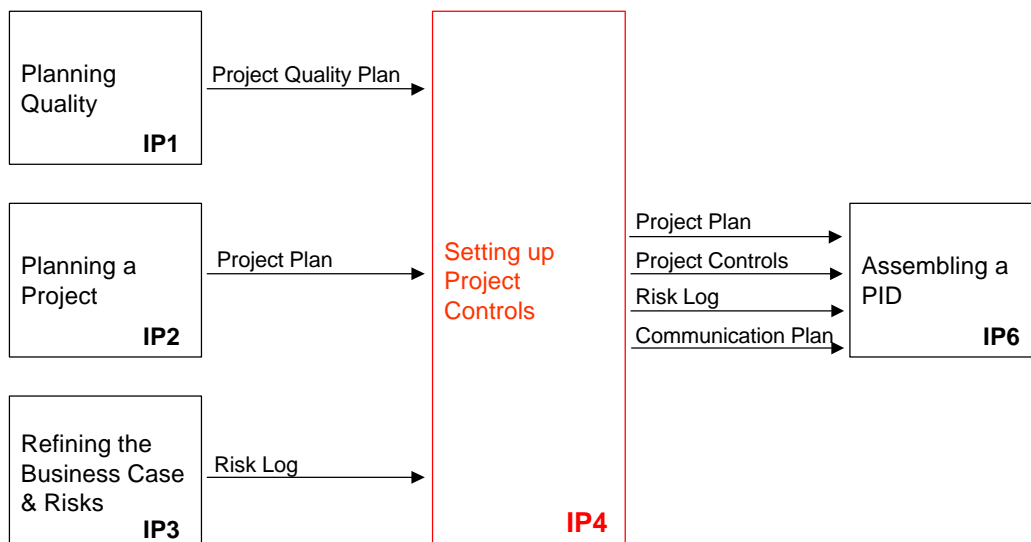 Planning
Quality
IP1
Project Quality Plan
Planning a
Project
IP2
Project Plan
Refining the
Business Case
& Risks
IP3
Risk Log
Setting up
Project
Controls
IP4
Project Plan
Project Controls
Risk Log
Communication Plan
Assembling a
PID
IP6